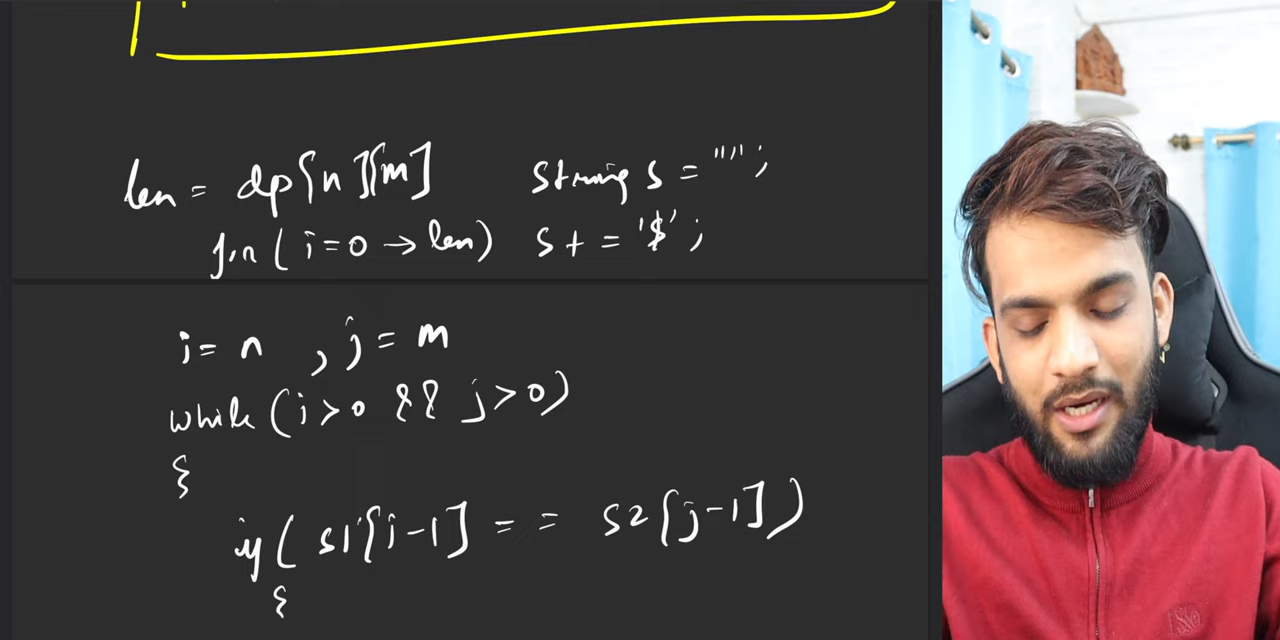 len = dp[n][m] String s = "";
for( i=0 → len) s+ = '$';
i= n , j = m
while (i>0 && j>0)
{
if( s1[i-1] == s2[j-1])
{